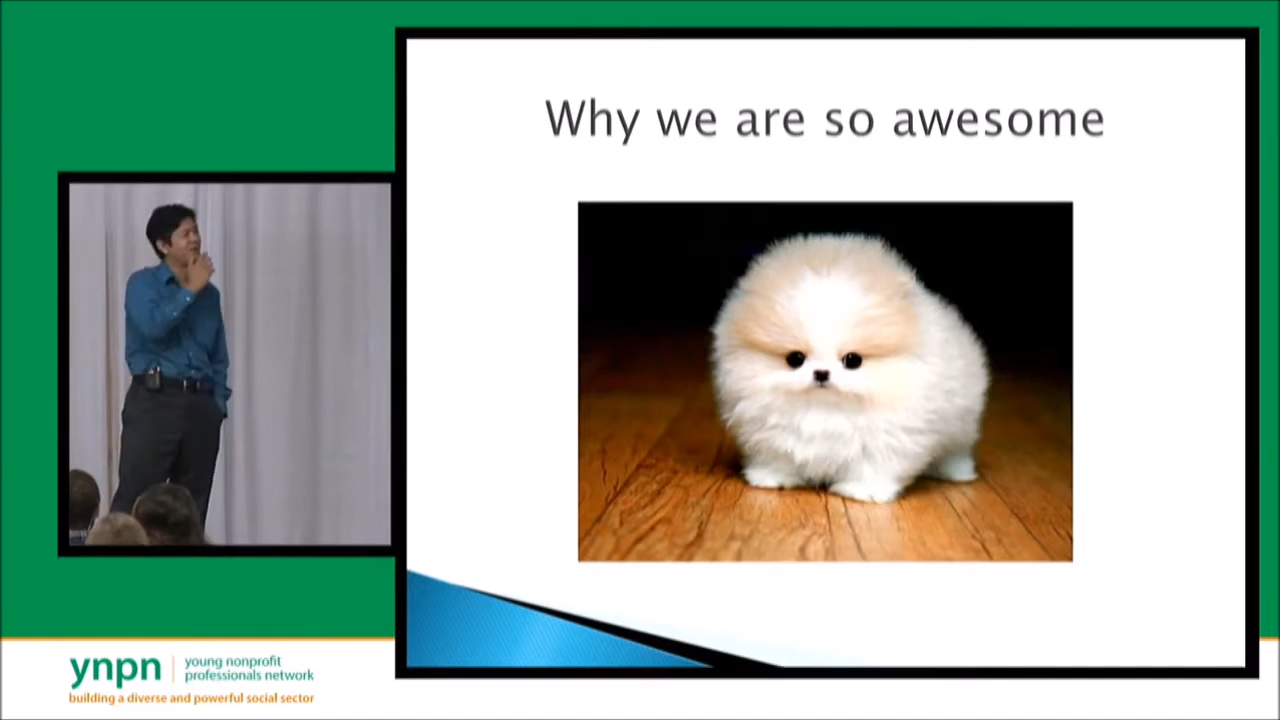 Why we are so awesome
ynpn
young nonprofit
professionals network
building a diverse and powerful social sector